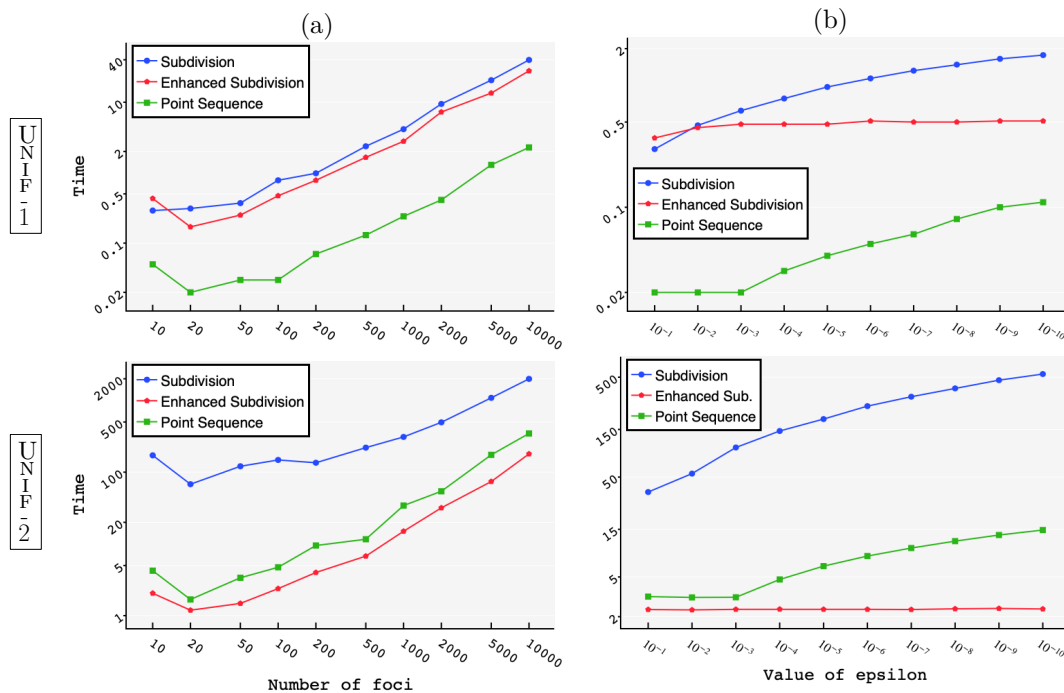 (a)
(b)
UNIF-1
Time
40
10
2
0.5
0.1
0.02
Subdivision
Enhanced Subdivision
Point Sequence
10 20 50 100 200 500 1000 2000 5000 10000
2
0.5
0.1
0.02
Subdivision
Enhanced Subdivision
Point Sequence
10⁻¹ 10⁻² 10⁻³ 10⁻⁴ 10⁻⁵ 10⁻⁶ 10⁻⁷ 10⁻⁸ 10⁻⁹ 10⁻¹⁰
UNIF-2
Time
2000
500
100
20
5
1
Subdivision
Enhanced Subdivision
Point Sequence
10 20 50 100 200 500 1000 2000 5000 10000
Number of foci
500
150
50
15
5
2
Subdivision
Enhanced Sub.
Point Sequence
10⁻¹ 10⁻² 10⁻³ 10⁻⁴ 10⁻⁵ 10⁻⁶ 10⁻⁷ 10⁻⁸ 10⁻⁹ 10⁻¹⁰
Value of epsilon